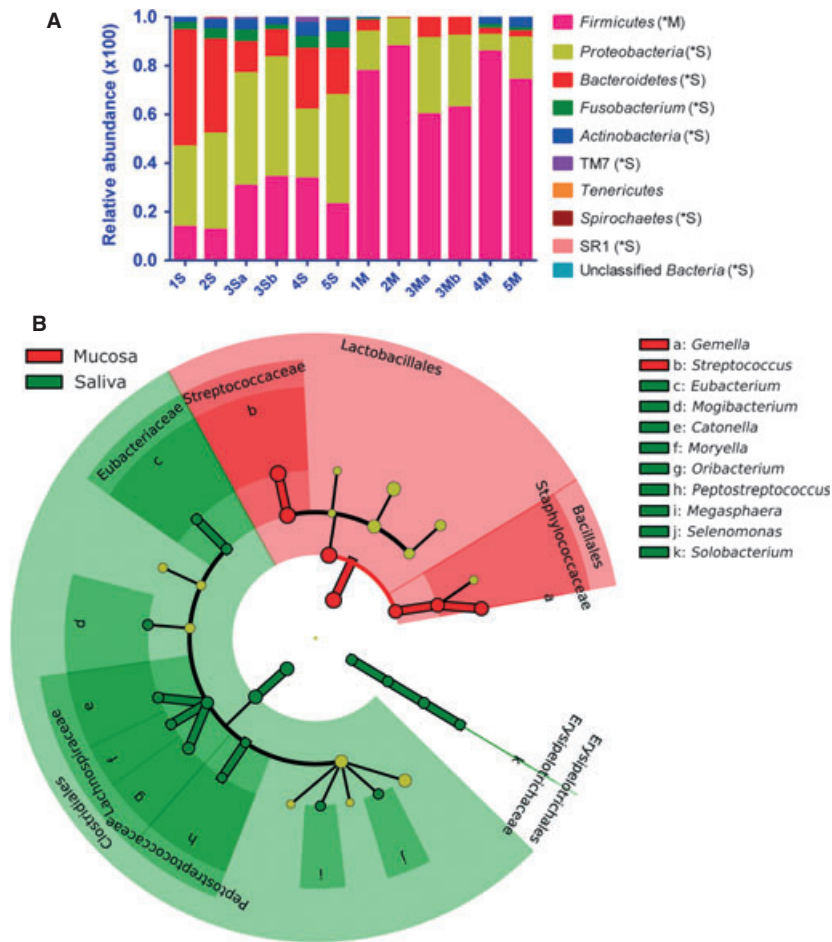 A
Relative abundance (x100)
1.0
0.8
0.6
0.4
0.2
0.0
1S 2S 3Sa 3Sb 4S 5S 1M 2M 3Ma 3Mb 4M 5M
Firmicutes (*M)
Proteobacteria (*S)
Bacteroidetes (*S)
Fusobacterium (*S)
Actinobacteria (*S)
TM7 (*S)
Tenericutes
Spirochaetes (*S)
SR1 (*S)
Unclassified Bacteria (*S)
B
Mucosa
Saliva
Lactobacillales
Streptococcaceae
b
Eubacteriaceae
c
Staphylococcaceae
Bacillales
a
d
e
f
g
h
i
j
k
Lachnospiraceae
Peptostreptococcaceae
Clostridiales
Erysipelotrichaceae
Erysipelotrichales
a: Gemella
b: Streptococcus
c: Eubacterium
d: Mogibacterium
e: Catonella
f: Moryella
g: Oribacterium
h: Peptostreptococcus
i: Megasphaera
j: Selenomonas
k: Solobacterium